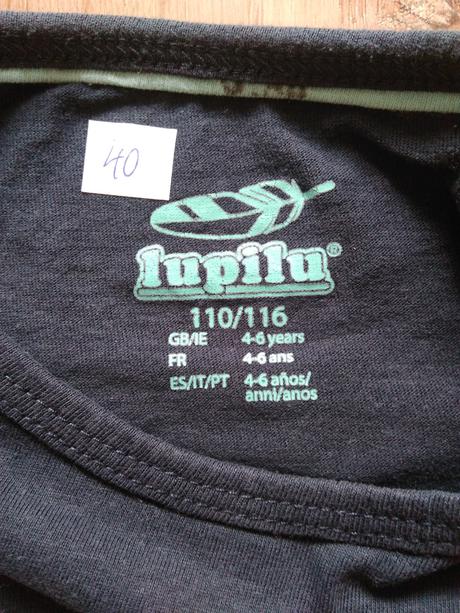 40
lupilu®
110/116
GB/IE 4-6 years
FR 4-6 ans
ES/IT/PT 4-6 años/
anni/anos